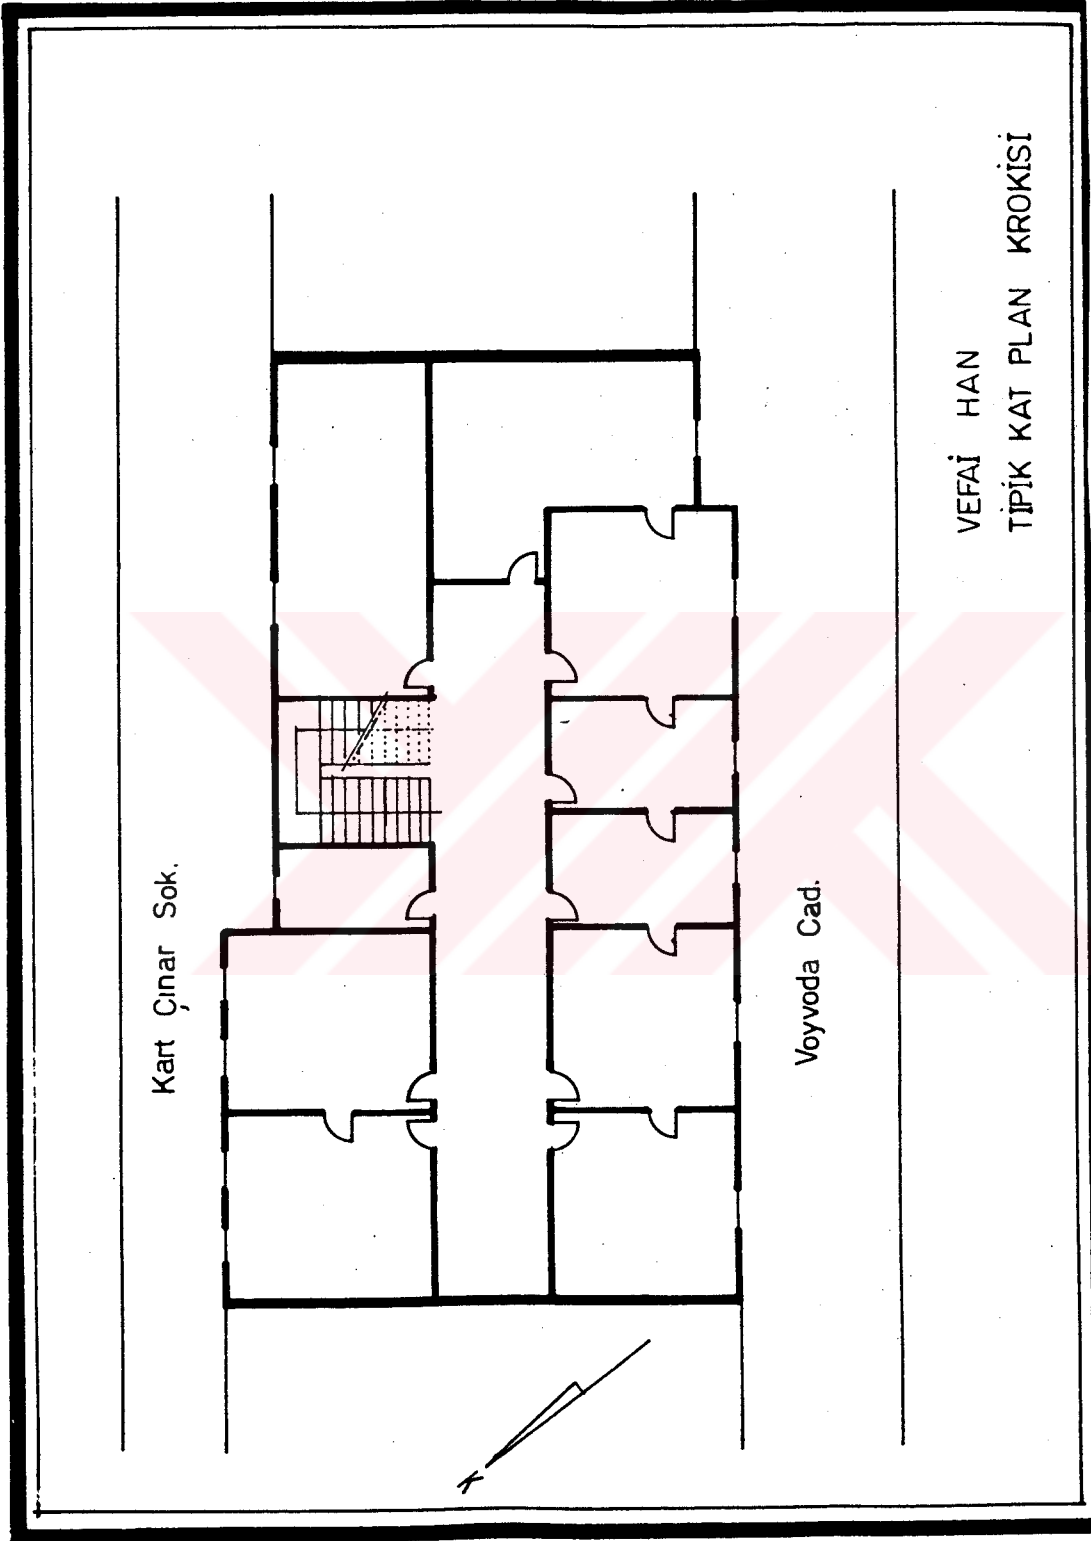 Kart Çınar Sok.
Voyvoda Cad.
K
VEFAİ HAN
TİPİK KAT PLAN KROKİSİ